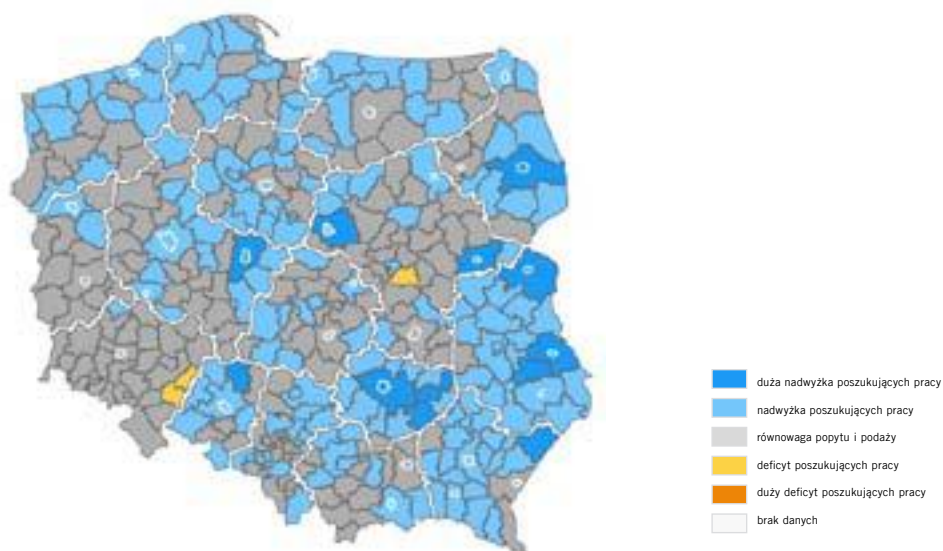 duża nadwyżka poszukujących pracy
nadwyżka poszukujących pracy
równowaga popytu i podaży
deficyt poszukujących pracy
duży deficyt poszukujących pracy
brak danych